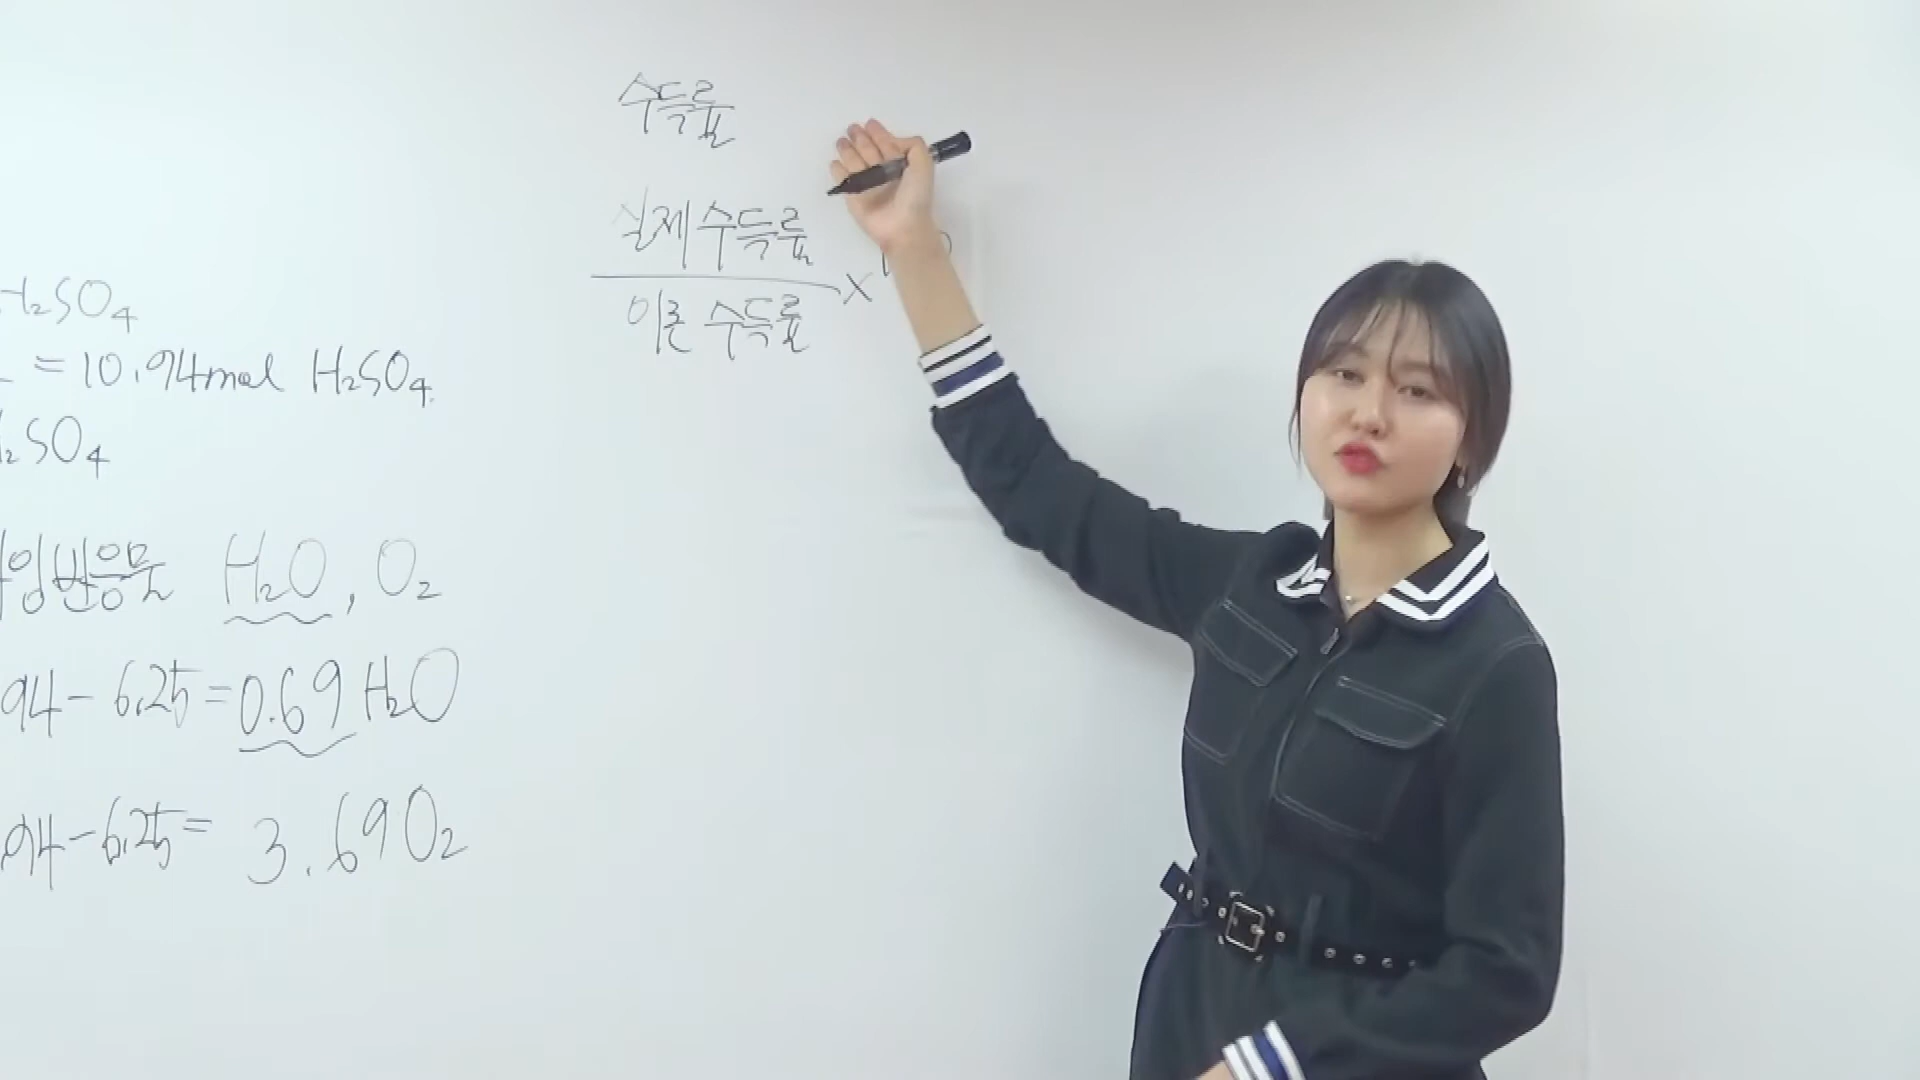 H₂SO₄
= 10.94mol H₂SO₄.
H₂SO₄
반응물 H₂O, O₂
94 - 6.25 = 0.69 H₂O
.94 - 6.25 = 3.69 O₂
수득률
실제 수득률
이론 수득률
×